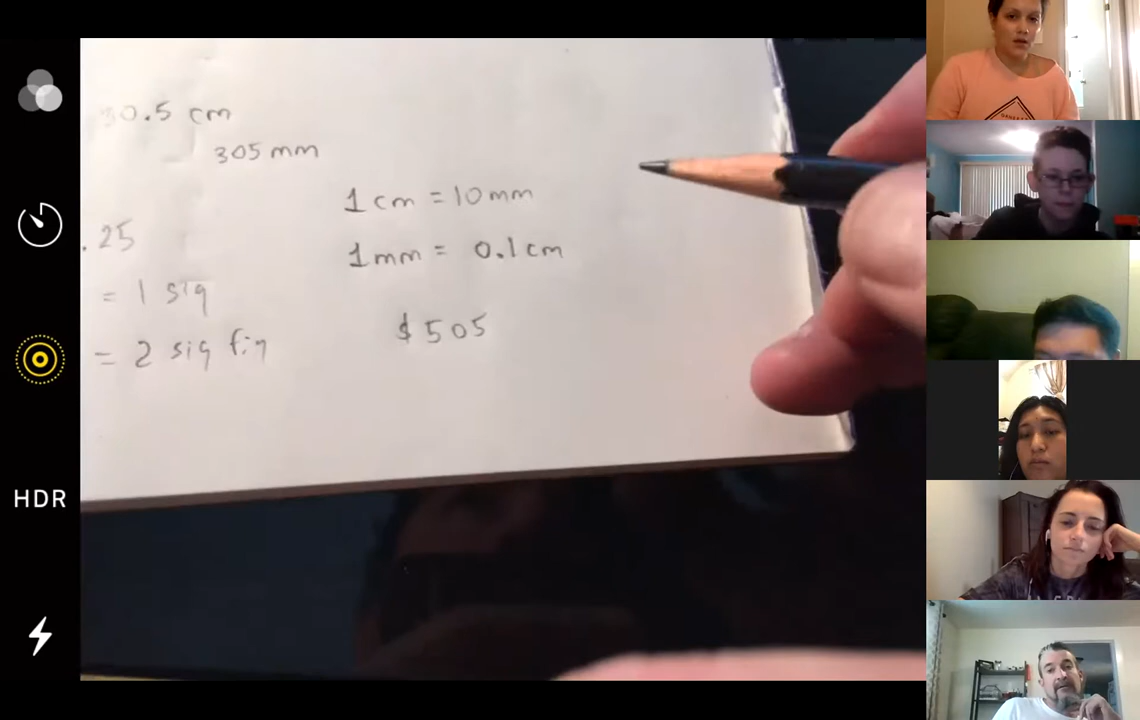 30.5 cm
305 mm
1 cm = 10 mm
.25
1 mm = 0.1 cm
= 1 sig
$505
= 2 sig fig
HDR